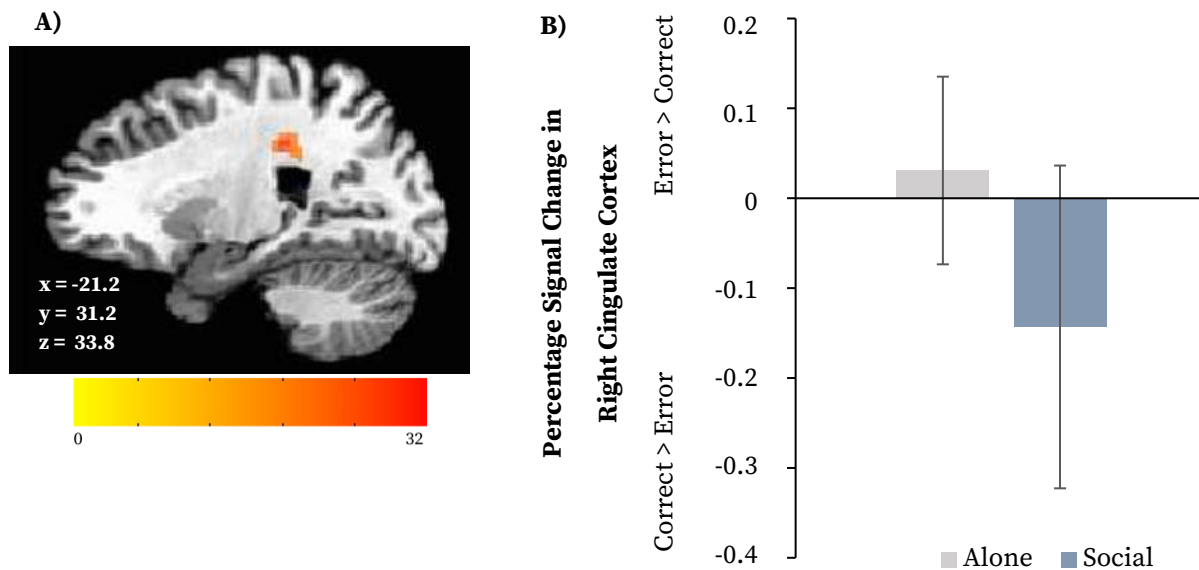 A)
x = -21.2
y = 31.2
z = 33.8
0
32
B)
Percentage Signal Change in
Right Cingulate Cortex
Error > Correct
Correct > Error
0.2
0.1
0
-0.1
-0.2
-0.3
-0.4
Alone
Social